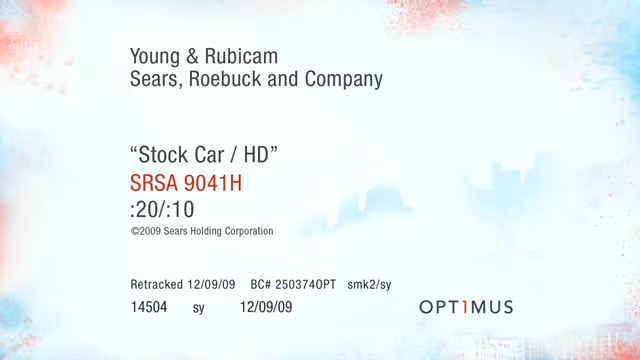 Young & Rubicam
Sears, Roebuck and Company
“Stock Car / HD”
SRSA 9041H
:20/:10
©2009 Sears Holding Corporation
Retracked 12/09/09 BC# 250374OPT smk2/sy
14504 sy 12/09/09
OPT1MUS